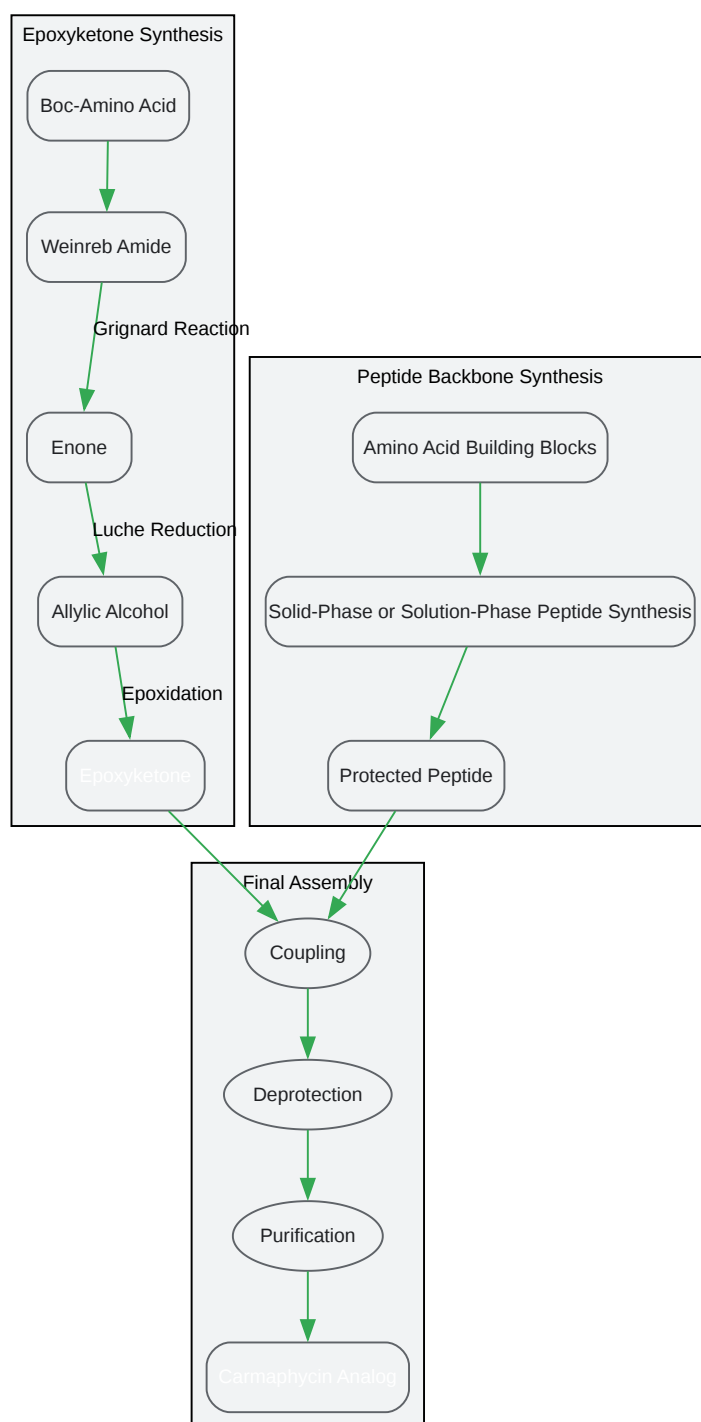 Epoxyketone Synthesis
Boc-Amino Acid
Weinreb Amide
Grignard Reaction
Enone
Luche Reduction
Allylic Alcohol
Epoxidation
Epoxyketone
Peptide Backbone Synthesis
Amino Acid Building Blocks
Solid-Phase or Solution-Phase Peptide Synthesis
Protected Peptide
Final Assembly
Coupling
Deprotection
Purification
Carmaphycin Analog